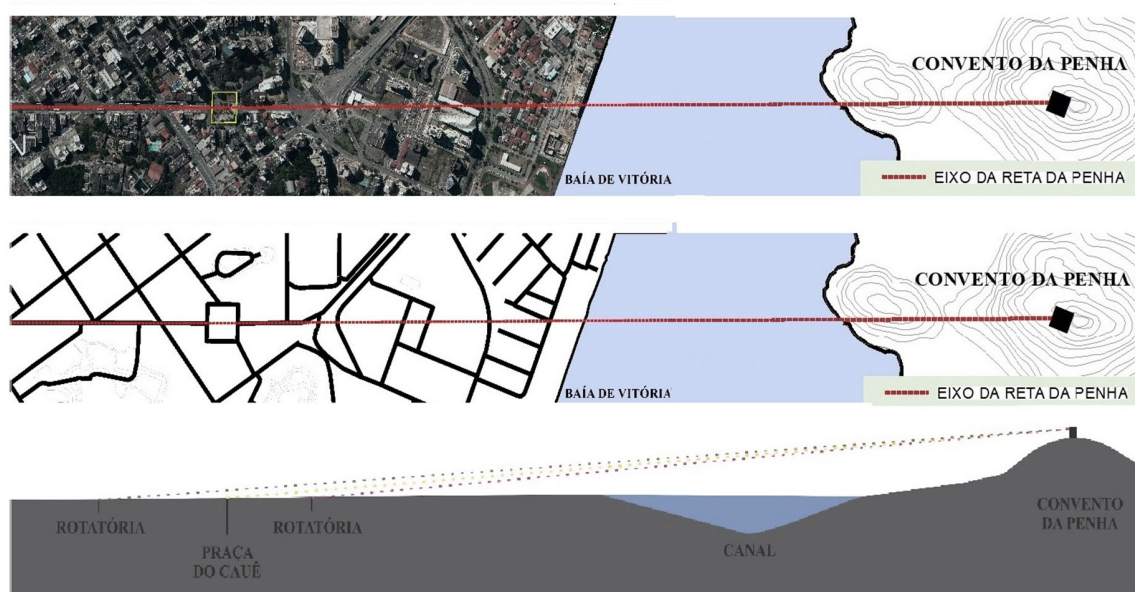 CONVENTO DA PENHA
BAÍA DE VITÓRIA
EIXO DA RETA DA PENHA
CONVENTO DA PENHA
BAÍA DE VITÓRIA
EIXO DA RETA DA PENHA
ROTATÓRIA
PRAÇA
DO CAUÊ
ROTATÓRIA
CANAL
CONVENTO
DA PENHA